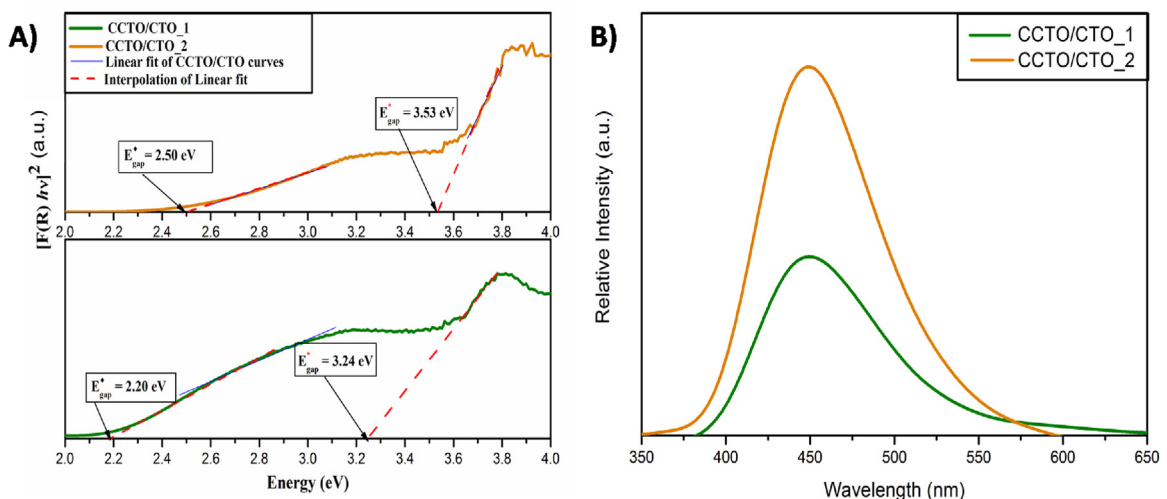 A)
CCTO/CTO_1
CCTO/CTO_2
Linear fit of CCTO/CTO curves
Interpolation of Linear fit
E*gap = 3.53 eV
E♦gap = 2.50 eV
2.0 2.2 2.4 2.6 2.8 3.0 3.2 3.4 3.6 3.8 4.0
[F(R) hν]² (a.u.)
E*gap = 3.24 eV
E♦gap = 2.20 eV
2.0 2.2 2.4 2.6 2.8 3.0 3.2 3.4 3.6 3.8 4.0
Energy (eV)
B)
CCTO/CTO_1
CCTO/CTO_2
Relative Intensity (a.u.)
350 400 450 500 550 600 650
Wavelength (nm)